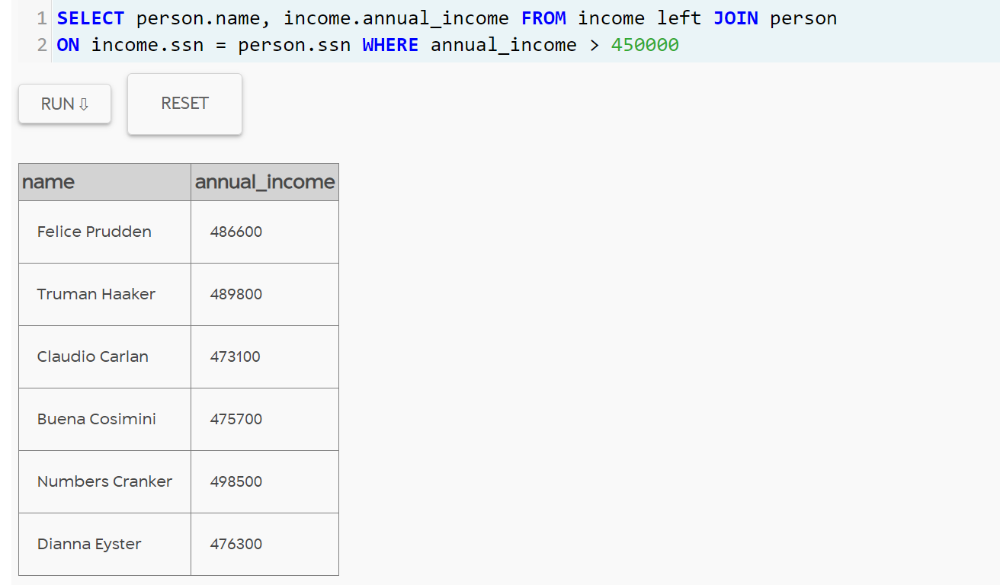 1 SELECT person.name, income.annual_income FROM income left JOIN person
2 ON income.ssn = person.ssn WHERE annual_income > 450000
RUN ⇩ RESET
name annual_income
Felice Prudden 486600
Truman Haaker 489800
Claudio Carlan 473100
Buena Cosimini 475700
Numbers Cranker 498500
Dianna Eyster 476300